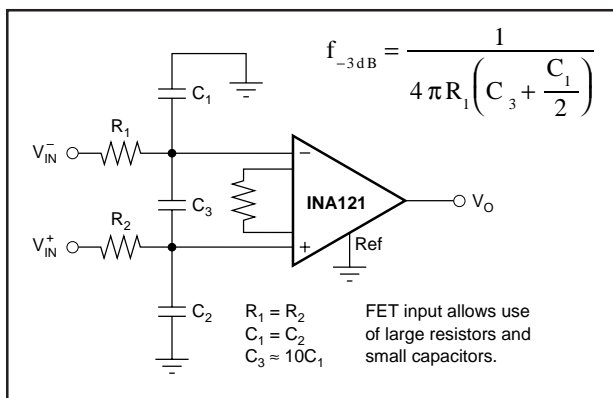 f₋₃dB = 1 / (4πR₁(C₃ + C₁/2))
C₁
R₁
V⁻IN
C₃
INA121
−
+
VO
R₂
V⁺IN
Ref
C₂
R₁ = R₂
C₁ = C₂
C₃ ≈ 10C₁
FET input allows use
of large resistors and
small capacitors.